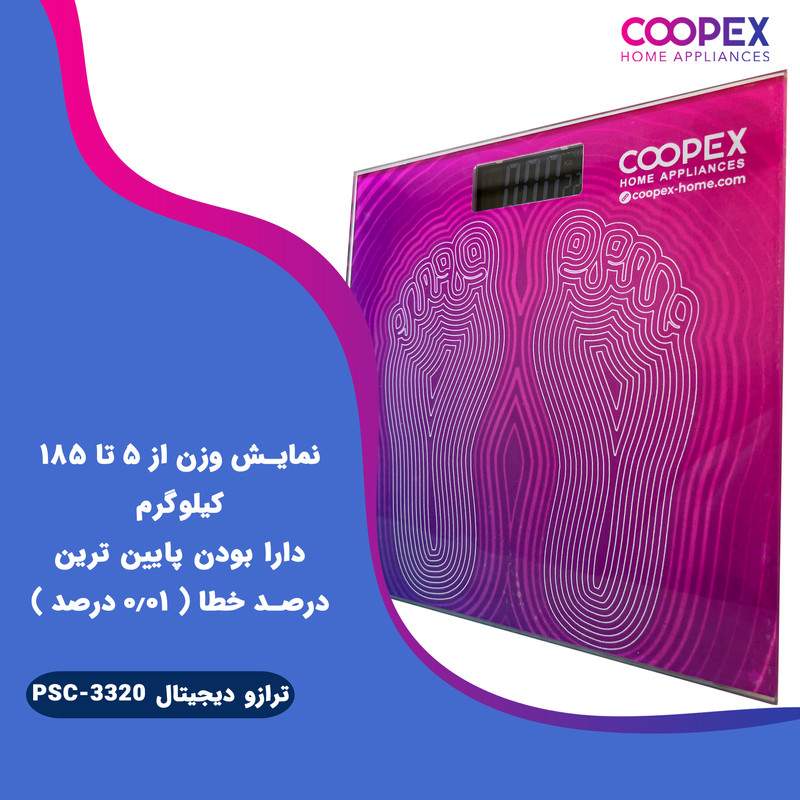 COOPEX
HOME APPLIANCES
COOPEX
HOME APPLIANCES
coopex-home.com
نمایش وزن از ۵ تا ۱۸۵
کیلوگرم
دارا بودن پایین ترین
درصد خطا ( ۰/۰۱ درصد )
ترازو دیجیتال PSC-3320